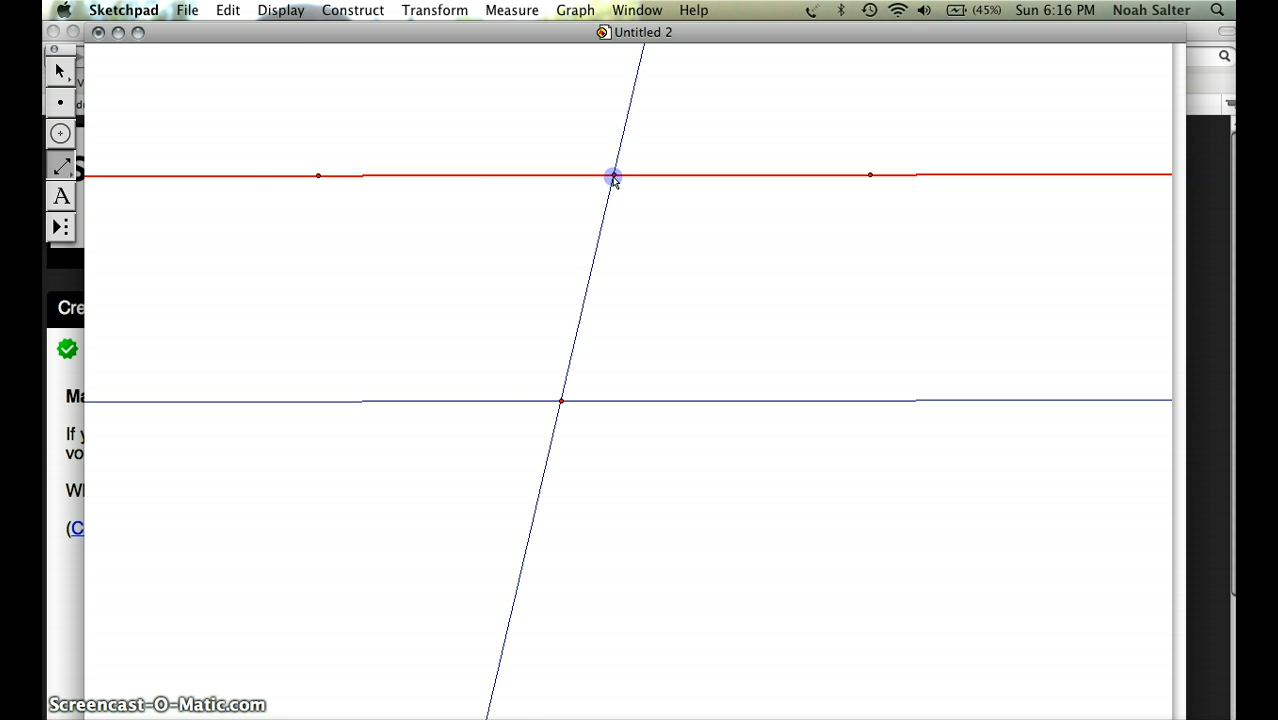 Sketchpad File Edit Display Construct Transform Measure Graph Window Help (45%) Sun 6:16 PM Noah Salter
Untitled 2
A
Cre
Ma
If y
vo
Wl
(C
Screencast-O-Matic.com